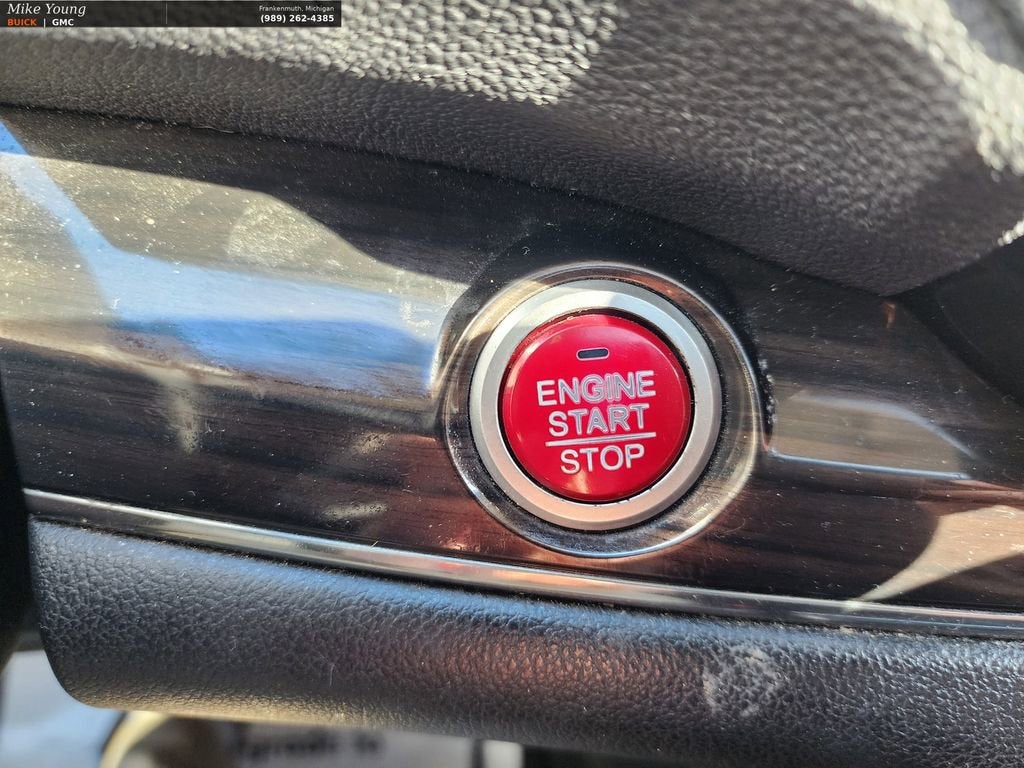 Mike Young
BUICK | GMC
Frankenmuth, Michigan
(989) 262-4385
ENGINE
START
STOP